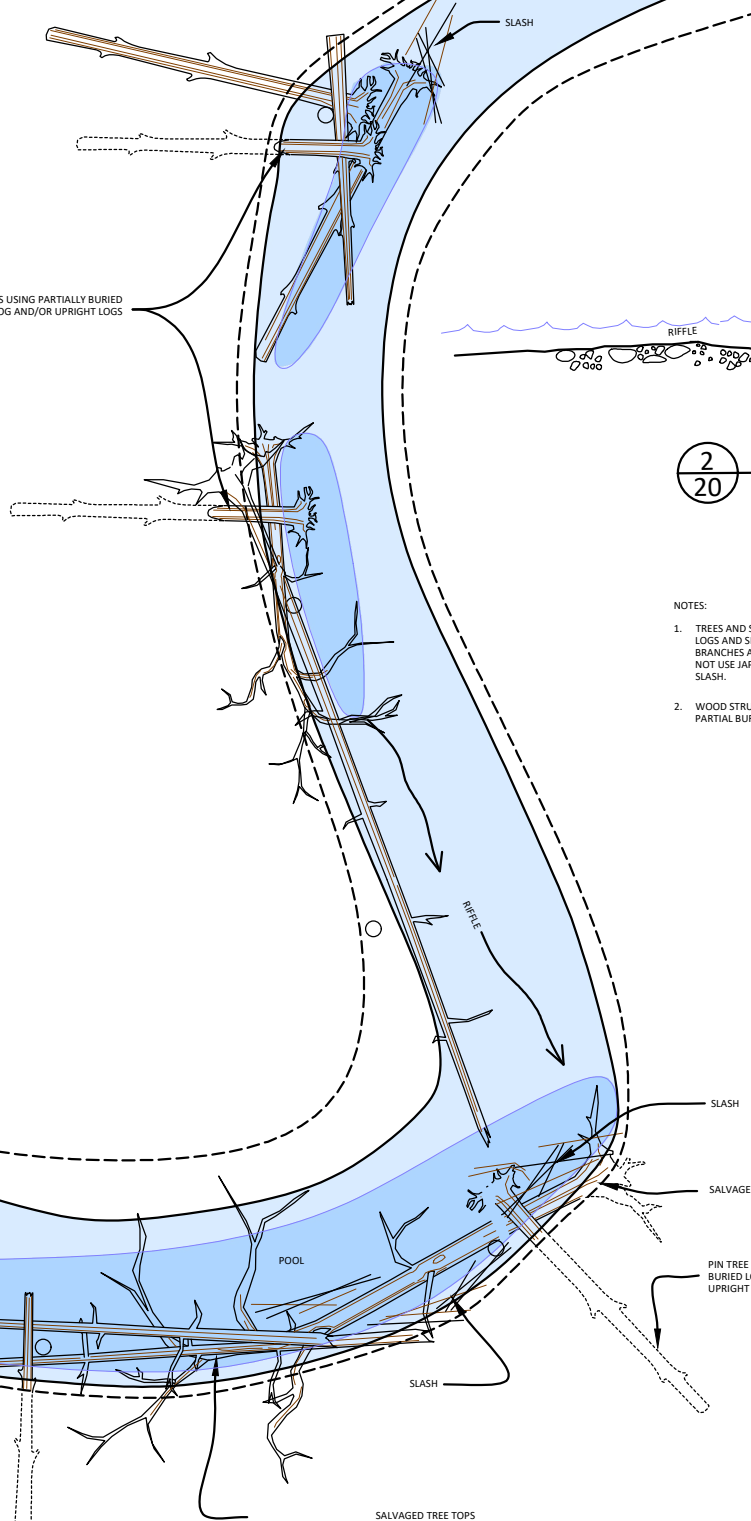 SLASH
S USING PARTIALLY BURIED
OG AND/OR UPRIGHT LOGS
RIFFLE
2
20
NOTES:
1. TREES AND S
LOGS AND S
BRANCHES A
NOT USE JA
SLASH.
2. WOOD STRU
PARTIAL BU
RIFFLE
SLASH
SALVAGE
PIN TREE
BURIED L
UPRIGHT
POOL
SLASH
SALVAGED TREE TOPS